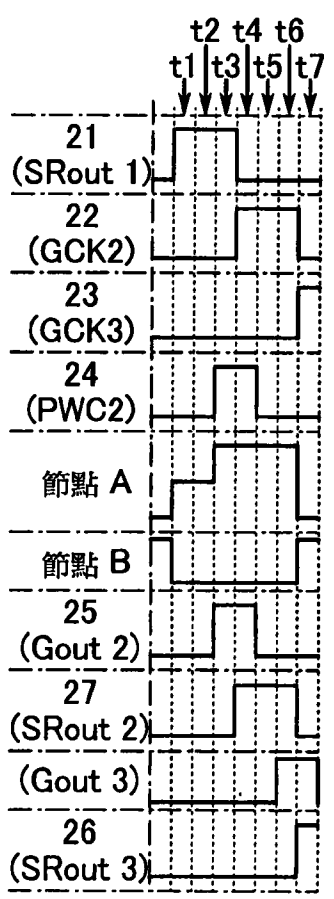 t2 t4 t6
t1 t3 t5 t7
21
(SRout 1)
22
(GCK2)
23
(GCK3)
24
(PWC2)
節點 A
節點 B
25
(Gout 2)
27
(SRout 2)
(Gout 3)
26
(SRout 3)